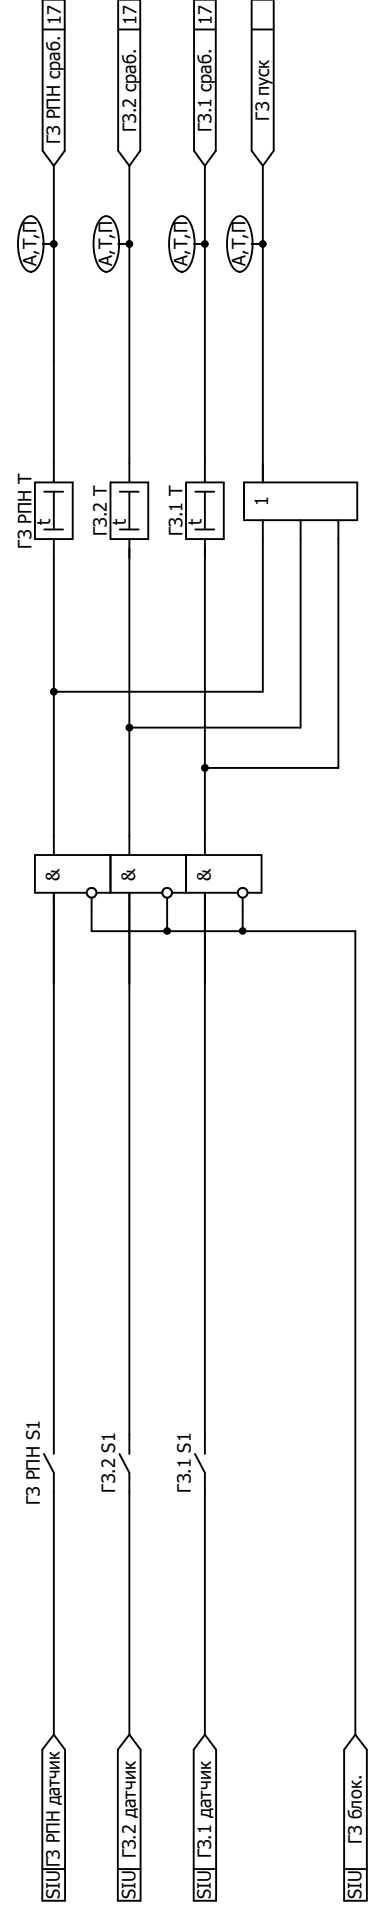 SIU ГЗ РПН датчик
ГЗ РПН S1
&
ГЗ РПН T
t
А,Т,П
ГЗ РПН сраб. 17
SIU ГЗ.2 датчик
ГЗ.2 S1
&
ГЗ.2 T
t
А,Т,П
ГЗ.2 сраб. 17
SIU ГЗ.1 датчик
ГЗ.1 S1
&
ГЗ.1 T
t
А,Т,П
ГЗ.1 сраб. 17
1
А,Т,П
ГЗ пуск
SIU ГЗ блок.